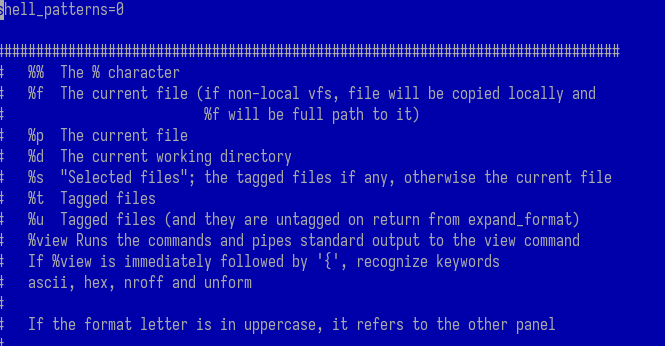 shell_patterns=0
##############################################################################
# %% The % character
# %f The current file (if non-local vfs, file will be copied locally and
# %f will be full path to it)
# %p The current file
# %d The current working directory
# %s "Selected files"; the tagged files if any, otherwise the current file
# %t Tagged files
# %u Tagged files (and they are untagged on return from expand_format)
# %view Runs the commands and pipes standard output to the view command
# If %view is immediately followed by '{', recognize keywords
# ascii, hex, nroff and unform
#
# If the format letter is in uppercase, it refers to the other panel
#